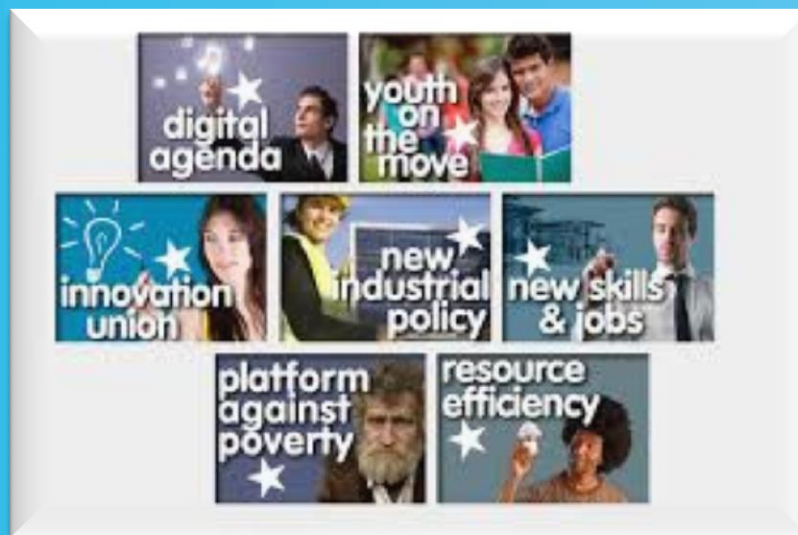 digital
agenda
youth
on
the
move
innovation
union
new
industrial
policy
new skills
& jobs
platform
against
poverty
resource
efficiency